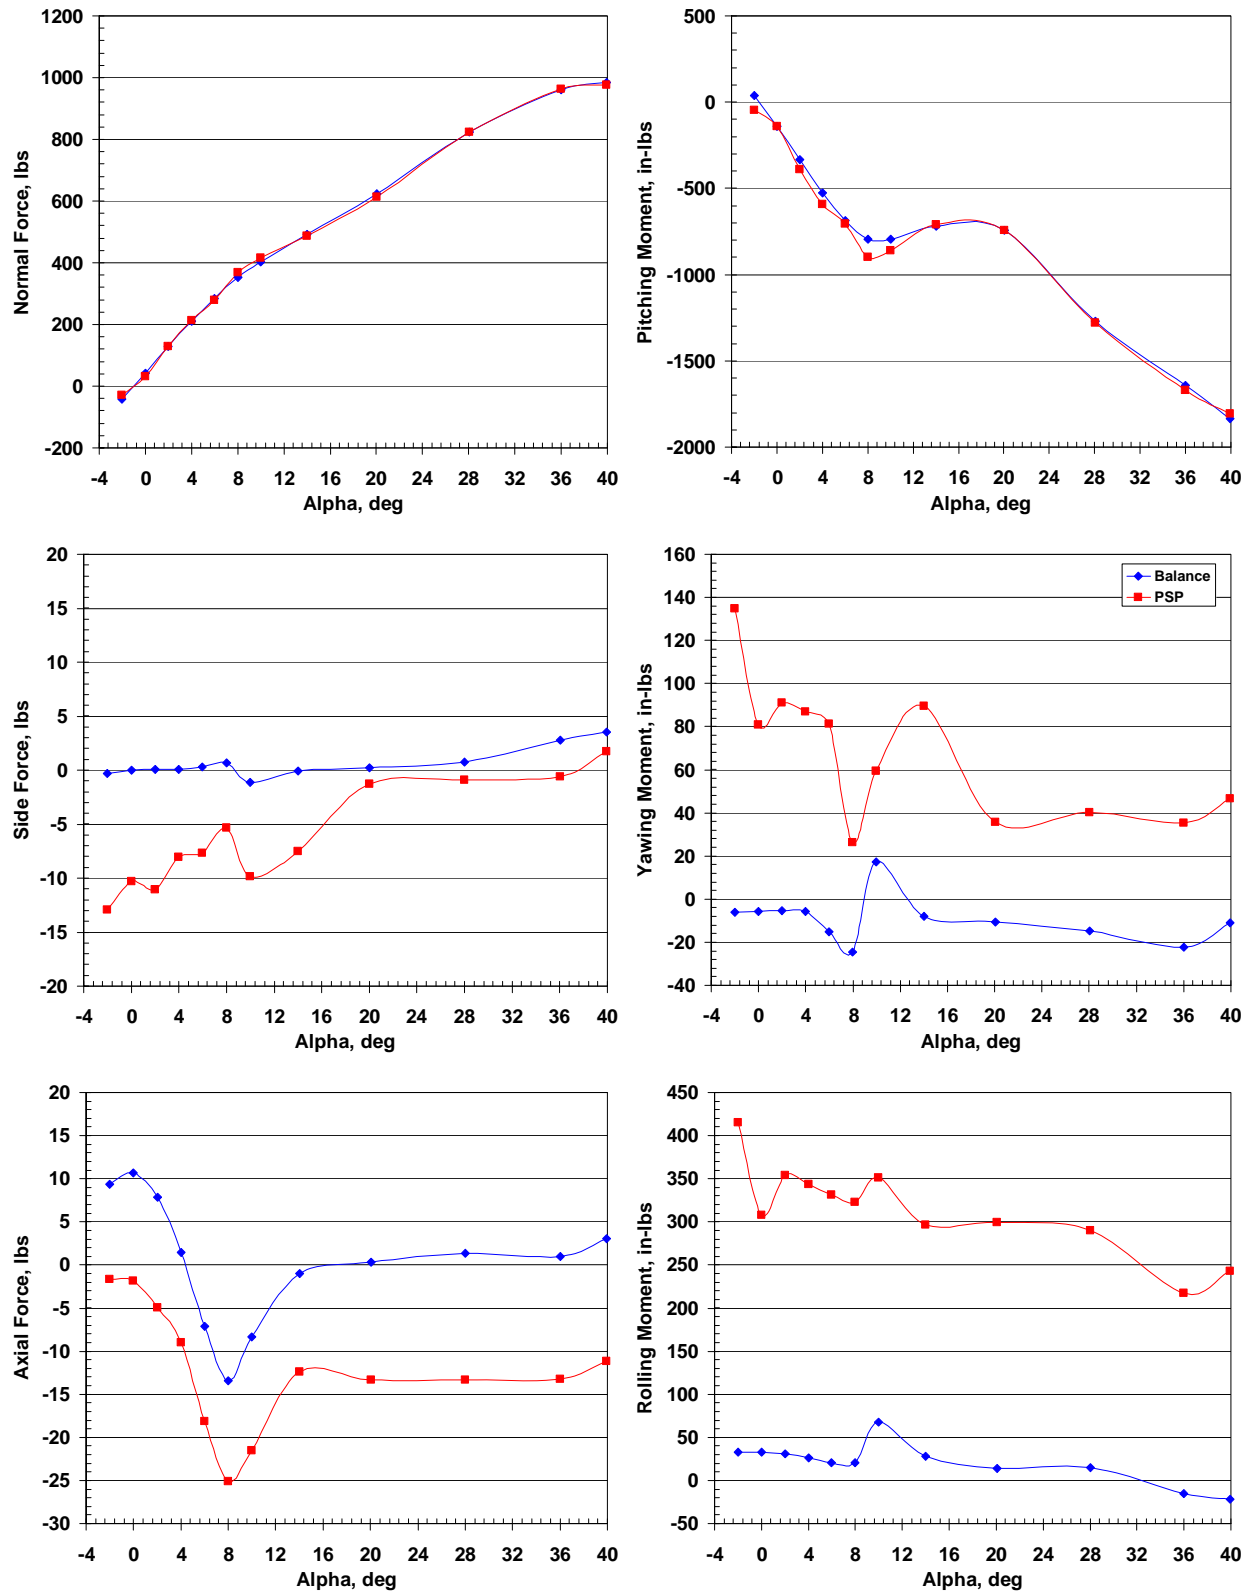 1200
1000
800
600
400
200
0
-200
-4 0 4 8 12 16 20 24 28 32 36 40
Normal Force, lbs
Alpha, deg
500
0
-500
-1000
-1500
-2000
-4 0 4 8 12 16 20 24 28 32 36 40
Pitching Moment, in-lbs
Alpha, deg
20
15
10
5
0
-5
-10
-15
-20
-4 0 4 8 12 16 20 24 28 32 36 40
Side Force, lbs
Alpha, deg
160
140
120
100
80
60
40
20
0
-20
-40
-4 0 4 8 12 16 20 24 28 32 36 40
Yawing Moment, in-lbs
Alpha, deg
Balance
PSP
20
15
10
5
0
-5
-10
-15
-20
-25
-30
-4 0 4 8 12 16 20 24 28 32 36 40
Axial Force, lbs
Alpha, deg
450
400
350
300
250
200
150
100
50
0
-50
-4 0 4 8 12 16 20 24 28 32 36 40
Rolling Moment, in-lbs
Alpha, deg